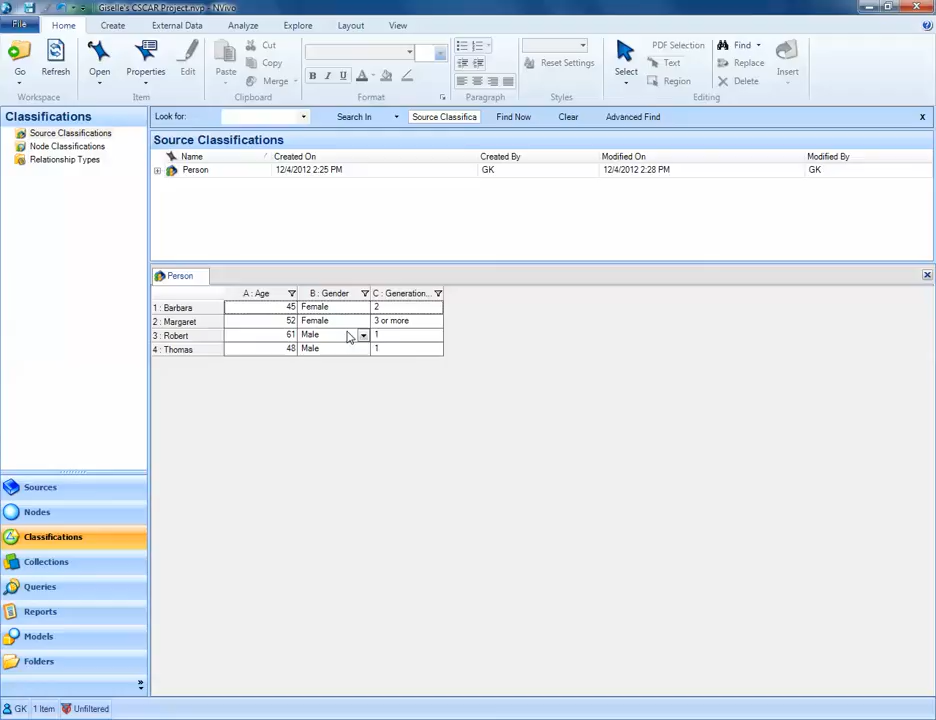 Giselle's CSCAR Project.nvp - NVivo
File Home Create External Data Analyze Explore Layout View
Go Refresh Open Properties Edit Paste Cut Copy Merge
B I U
Reset Settings
Select PDF Selection Text Region Find Replace Delete Insert
Workspace Item Clipboard Format Paragraph Styles Editing
Classifications
Source Classifications
Node Classifications
Relationship Types
Look for: Search In Source Classifica Find Now Clear Advanced Find x
Source Classifications
Name Created On Created By Modified On Modified By
Person 12/4/2012 2:25 PM GK 12/4/2012 2:28 PM GK
Person
A : Age B : Gender C : Generation...
1 : Barbara 45 Female 2
2 : Margaret 52 Female 3 or more
3 : Robert 61 Male 1
4 : Thomas 48 Male 1
Sources
Nodes
Classifications
Collections
Queries
Reports
Models
Folders
GK 1 Item Unfiltered